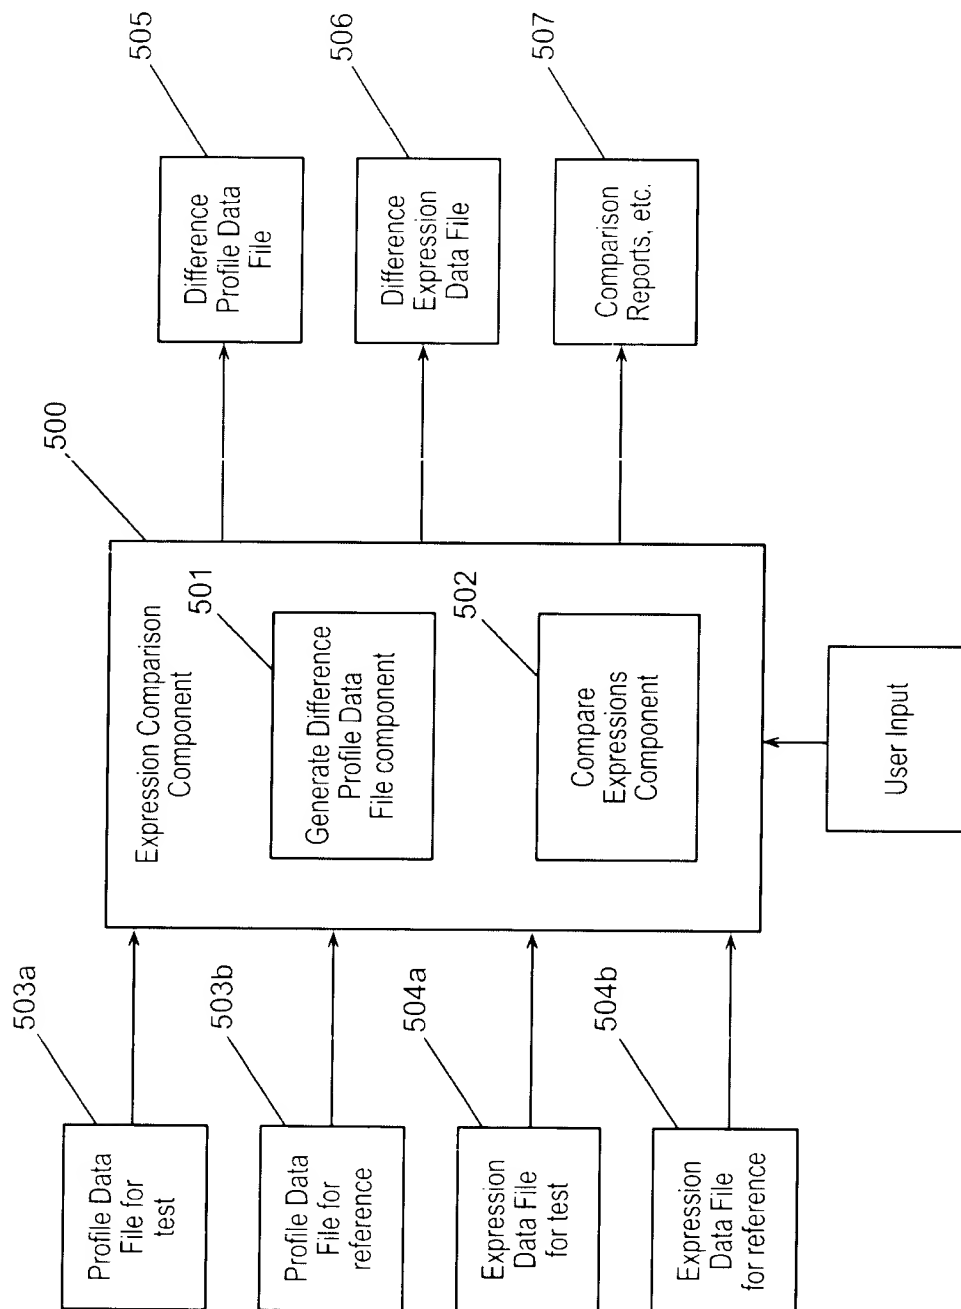 503a
Profile Data
File for
test
503b
Profile Data
File for
reference
504a
Expression
Data File
for test
504b
Expression
Data File
for reference
500
Expression Comparison
Component
501
Generate Difference
Profile Data
File component
502
Compare
Expressions
Component
User Input
505
Difference
Profile Data
File
506
Difference
Expression
Data File
507
Comparison
Reports, etc.